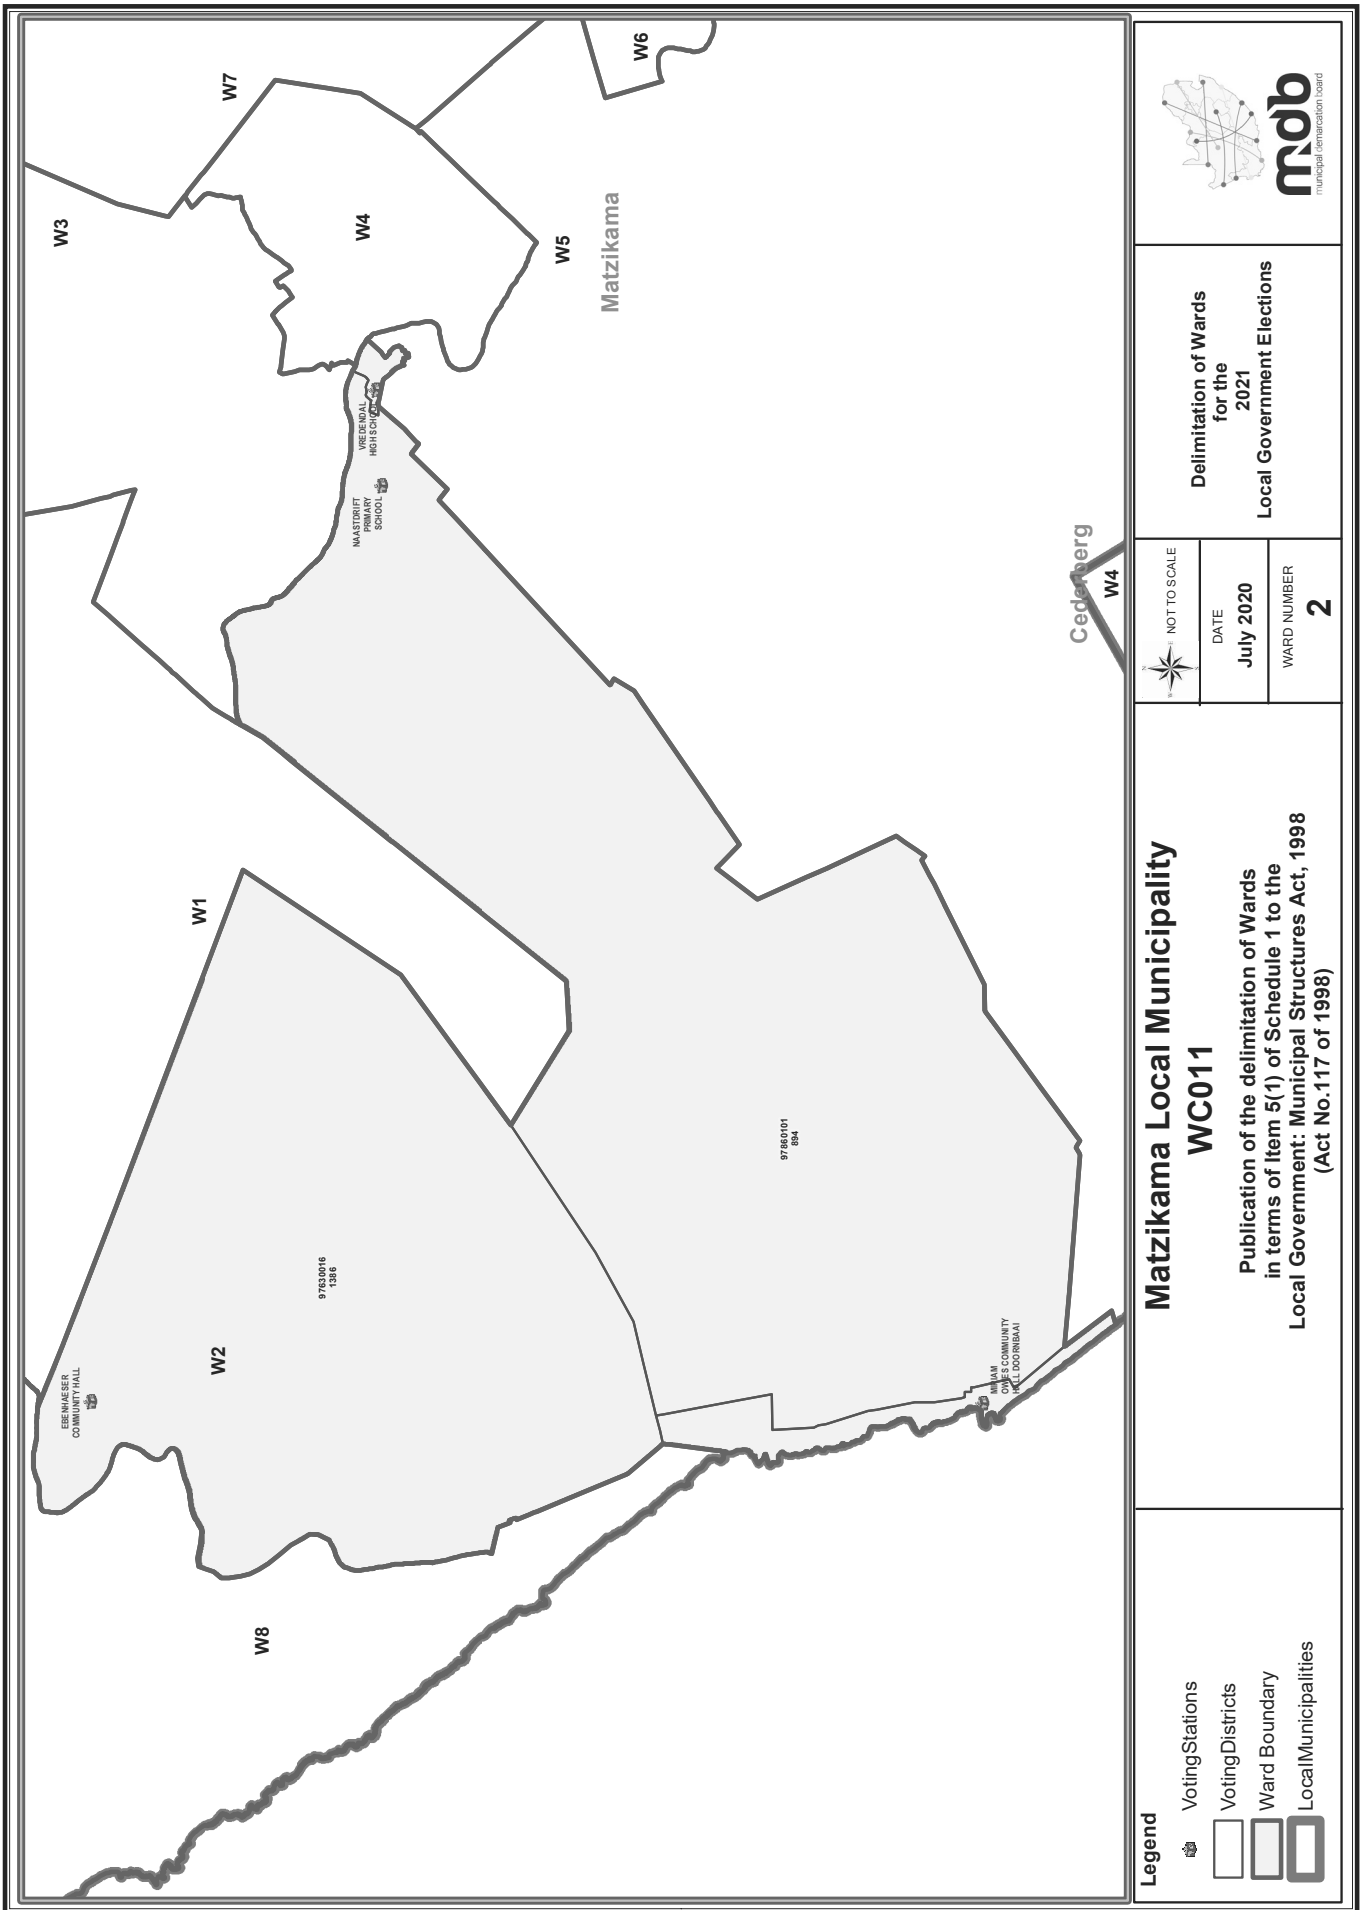 W3
W7
W6
W4
W5
Matzikama
VREDENDAL
HIGH SCHOOL
NAASTDRIFT
PRIMARY
SCHOOL
Cederberg
W4
W1
W2
W8
EBENHAESER
COMMUNITY HALL
97630016
1386
97860101
894
MIRIAM
OWIES COMMUNITY
HALL DOORNBAAI
Legend
VotingStations
VotingDistricts
Ward Boundary
LocalMunicipalities
Matzikama Local Municipality
WC011
Publication of the delimitation of Wards
in terms of Item 5(1) of Schedule 1 to the
Local Government: Municipal Structures Act, 1998
(Act No.117 of 1998)
N
W
E
S
NOT TO SCALE
DATE
July 2020
WARD NUMBER
2
Delimitation of Wards
for the
2021
Local Government Elections
mdb
municipal demarcation board